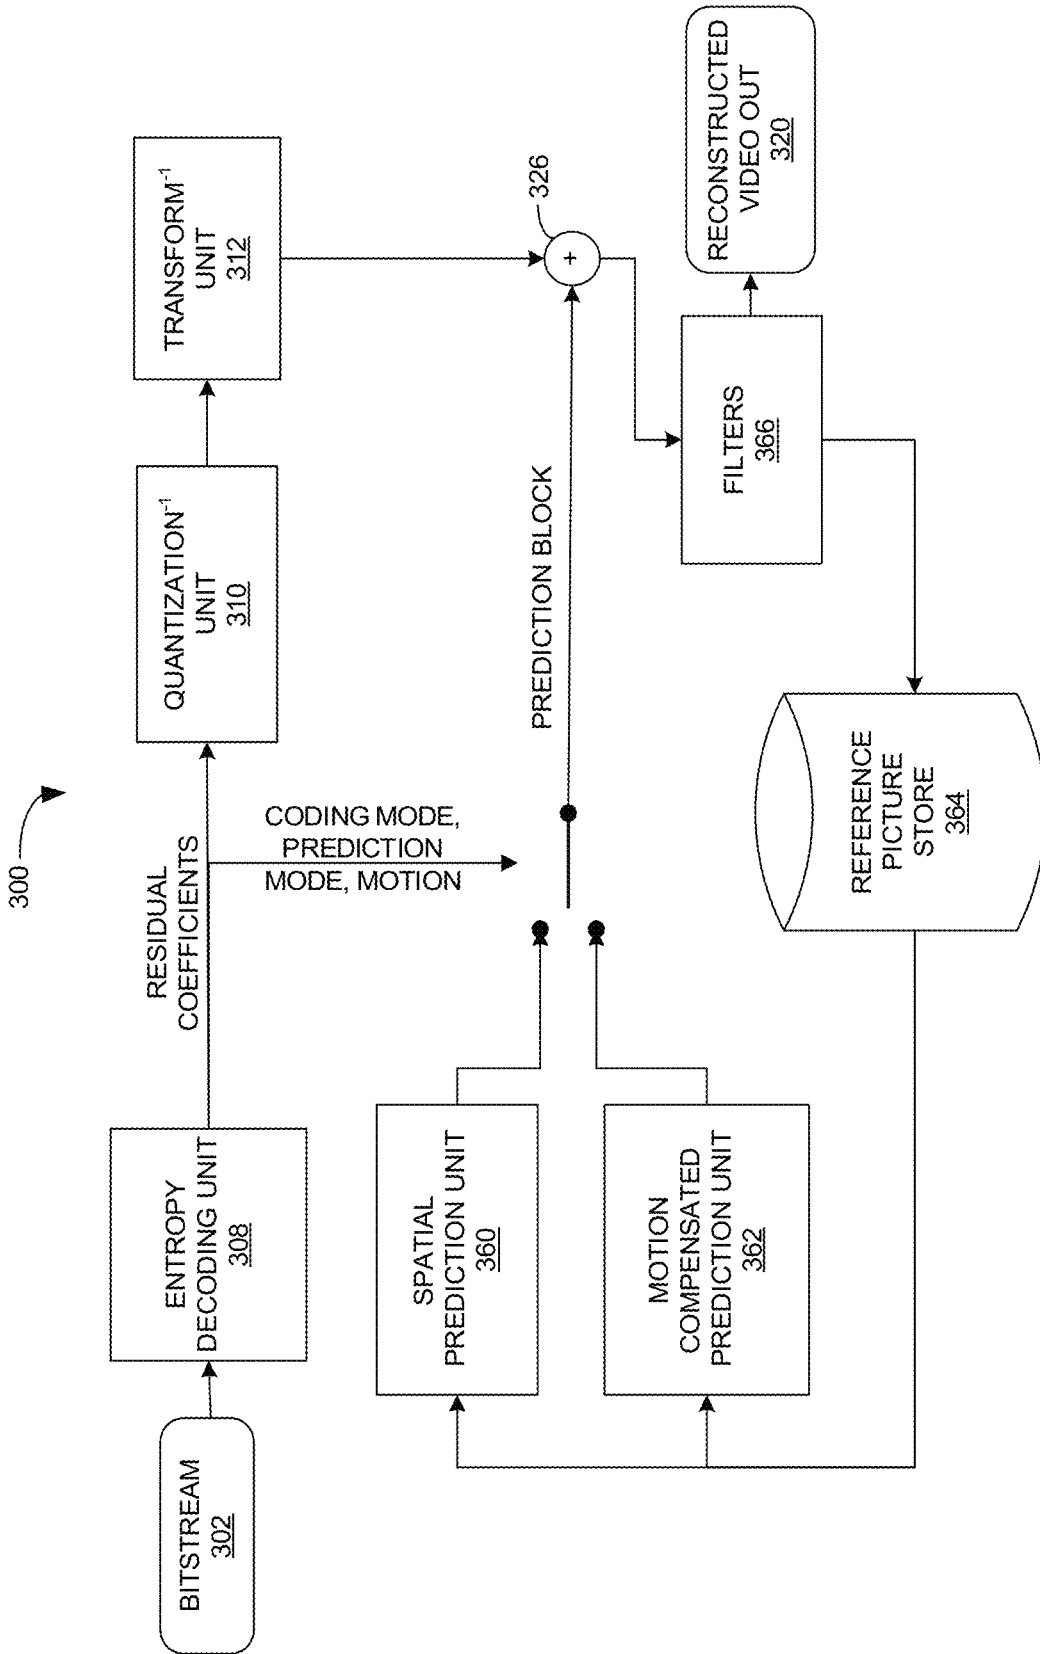 300
BITSTREAM
302
ENTROPY
DECODING UNIT
308
RESIDUAL
COEFFICIENTS
QUANTIZATION⁻¹
UNIT
310
TRANSFORM⁻¹
UNIT
312
CODING MODE,
PREDICTION
MODE, MOTION
SPATIAL
PREDICTION UNIT
360
MOTION
COMPENSATED
PREDICTION UNIT
362
PREDICTION BLOCK
+
326
FILTERS
366
RECONSTRUCTED
VIDEO OUT
320
REFERENCE
PICTURE
STORE
364